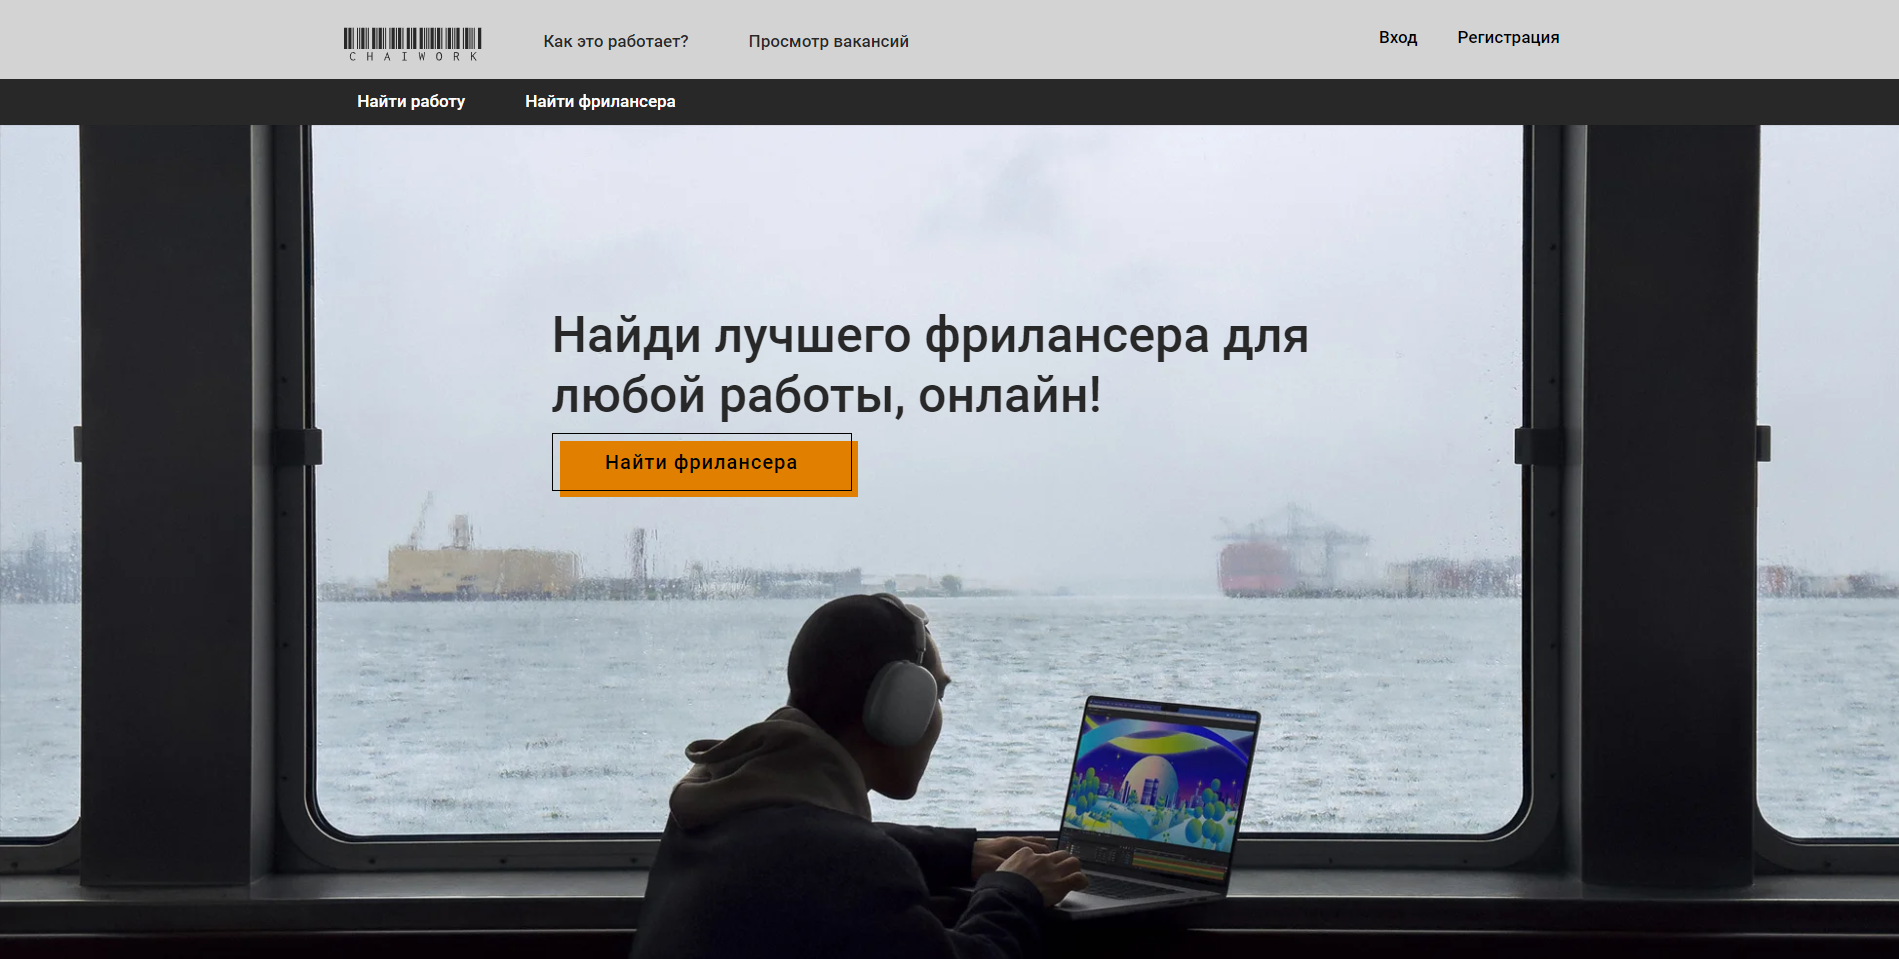 CHAIWORK
Как это работает?
Просмотр вакансий
Вход
Регистрация
Найти работу
Найти фрилансера
Найди лучшего фрилансера для
любой работы, онлайн!
Найти фрилансера